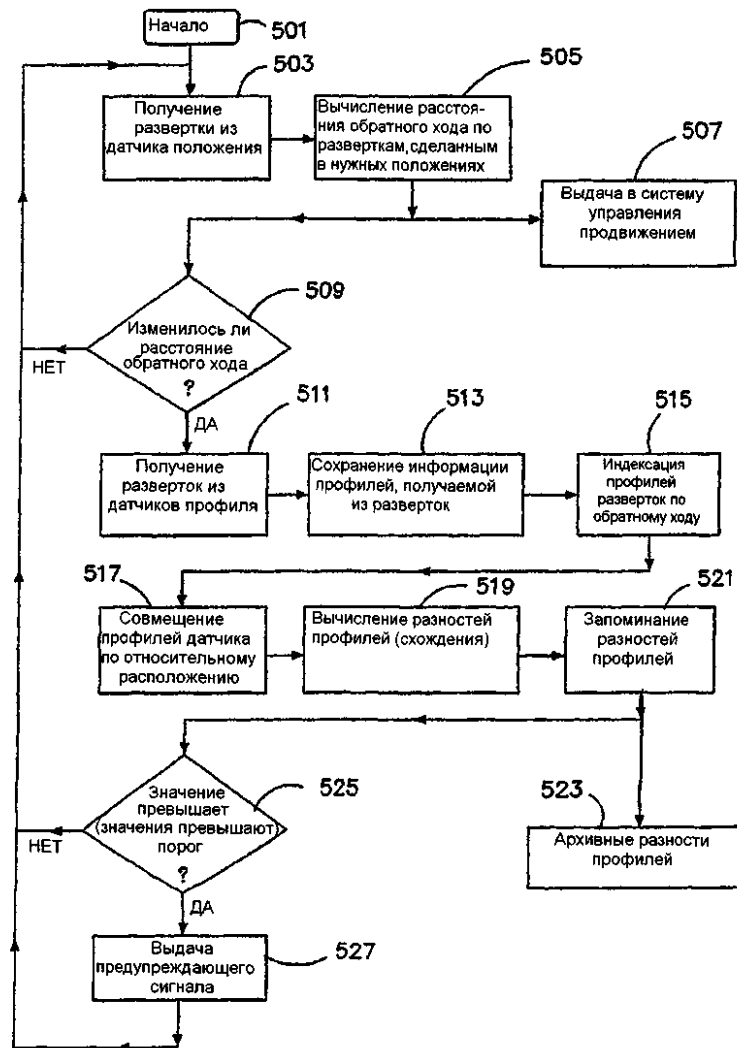 Начало
501
503
505
Получение
развертки из
датчика положения
Вычисление расстоя-
ния обратного хода по
разверткам,сделанным
в нужных положениях
507
Выдача в систему
управления
продвижением
509
Изменилось ли
расстояние
обратного хода
?
НЕТ
ДА
511
513
515
Получение
разверток из
датчиков профиля
Сохранение информации
профилей, получаемой
из разверток
Индексация
профилей
разверток по
обратному ходу
517
519
521
Совмещение
профилей датчика
по относительному
расположению
Вычисление разностей
профилей (схождения)
Запоминание
разностей
профилей
525
Значение
превышает
(значения превышают)
порог
?
НЕТ
ДА
523
Архивные разности
профилей
527
Выдача
предупреждающего
сигнала